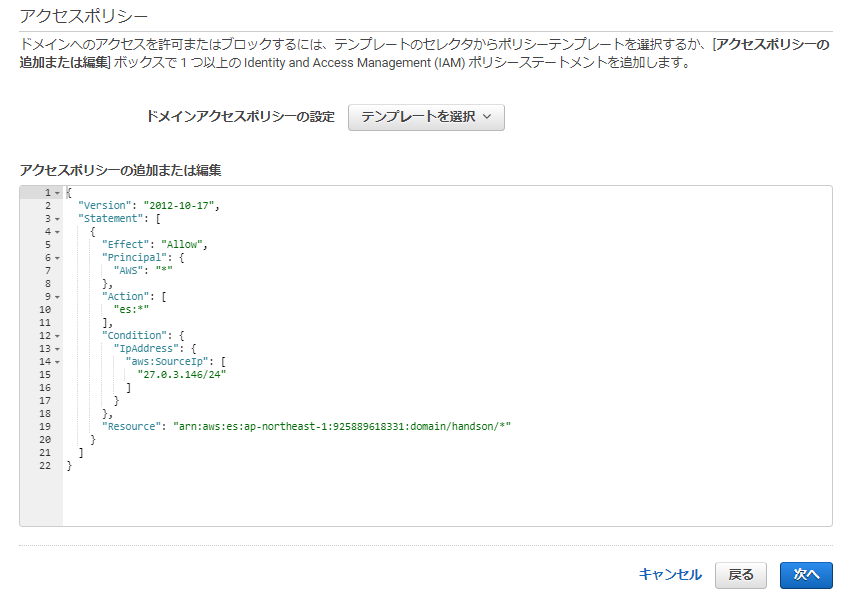 アクセスポリシー
ドメインへのアクセスを許可またはブロックするには、テンプレートのセレクタからポリシーテンプレートを選択するか、[アクセスポリシーの
追加または編集] ボックスで 1 つ以上の Identity and Access Management (IAM) ポリシーステートメントを追加します。
ドメインアクセスポリシーの設定 テンプレートを選択
アクセスポリシーの追加または編集
1 {
2 "Version": "2012-10-17",
3 "Statement": [
4 {
5 "Effect": "Allow",
6 "Principal": {
7 "AWS": "*"
8 },
9 "Action": [
10 "es:*"
11 ],
12 "Condition": {
13 "IpAddress": {
14 "aws:SourceIp": [
15 "27.0.3.146/24"
16 ]
17 }
18 },
19 "Resource": "arn:aws:es:ap-northeast-1:925889618331:domain/handson/*"
20 }
21 ]
22 }
キャンセル 戻る 次へ